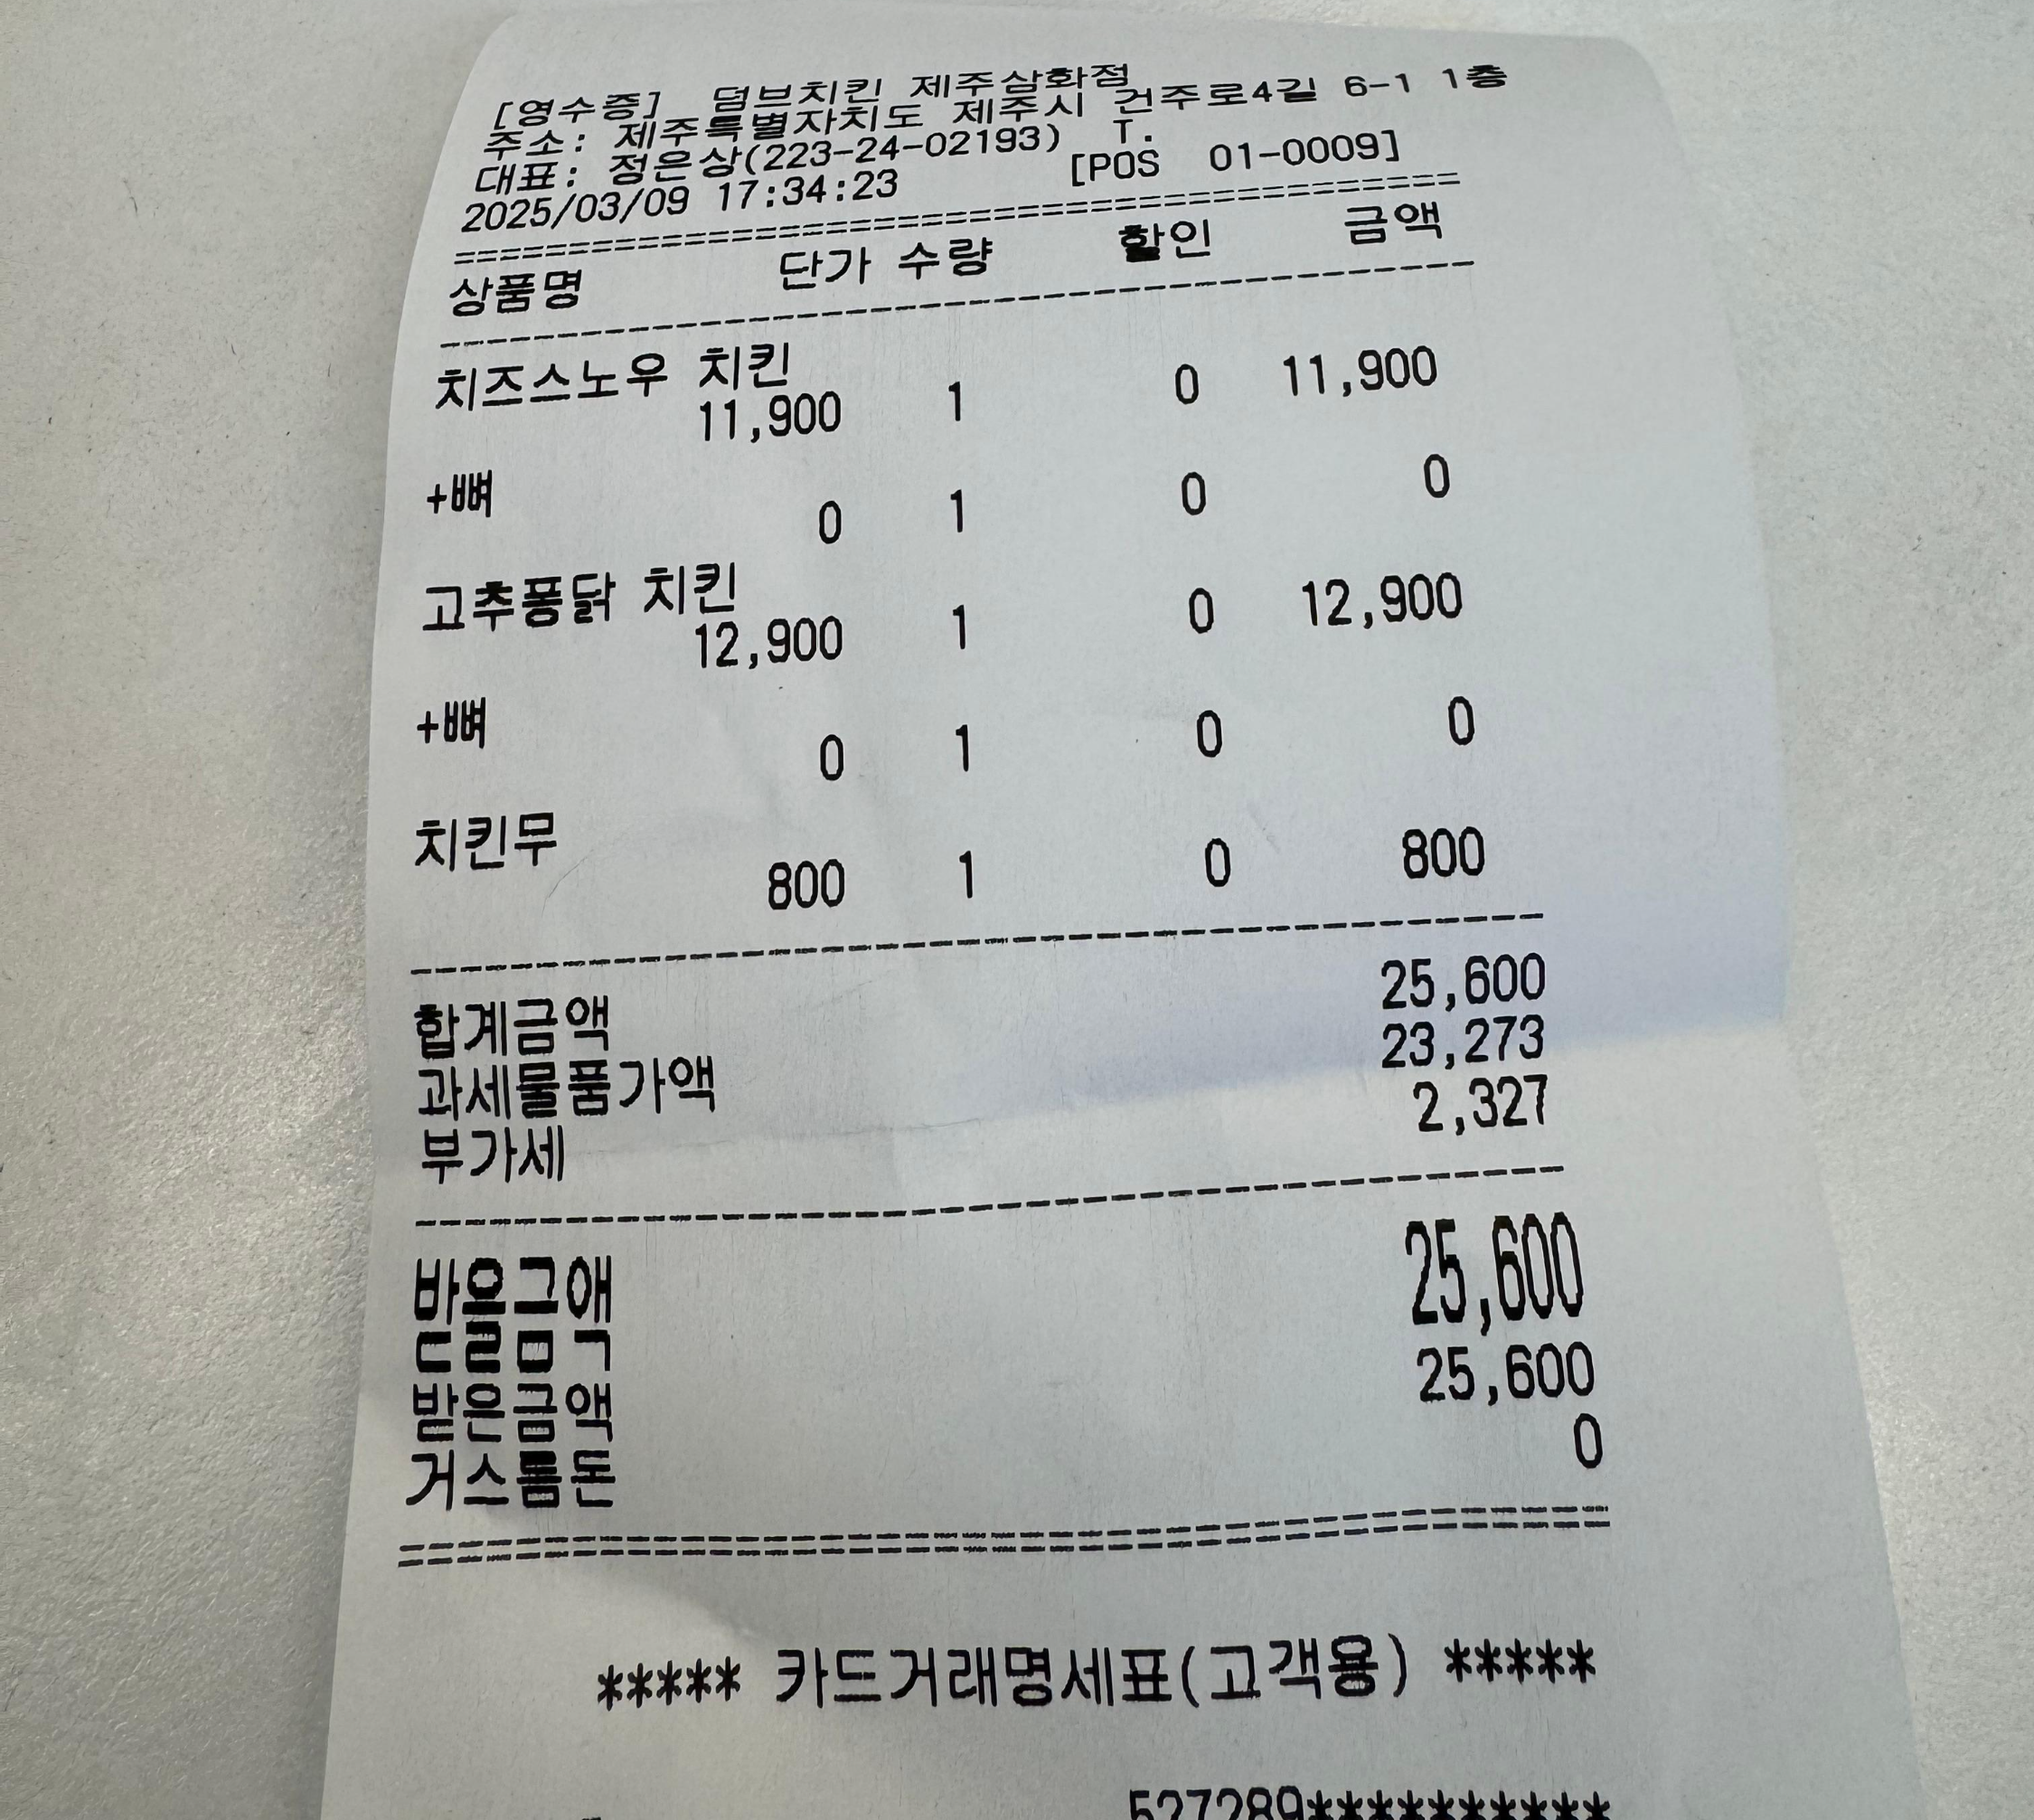 [영수증] 덤브치킨 제주삼화점
주소: 제주특별자치도 제주시 건주로4길 6-1 1층
대표: 정은상(223-24-02193) T.
2025/03/09 17:34:23 [POS 01-0009]
==============================
상품명 단가 수량 할인 금액
------------------------------
치즈스노우 치킨
11,900 1 0 11,900
+뼈
0 1 0 0
고추퐁닭 치킨
12,900 1 0 12,900
+뼈
0 1 0 0
치킨무
800 1 0 800
------------------------------
합계금액 25,600
과세물품가액 23,273
부가세 2,327
------------------------------
받을금액 25,600
받은금액 25,600
거스름돈 0
==============================
***** 카드거래명세표(고객용) *****
527289**********